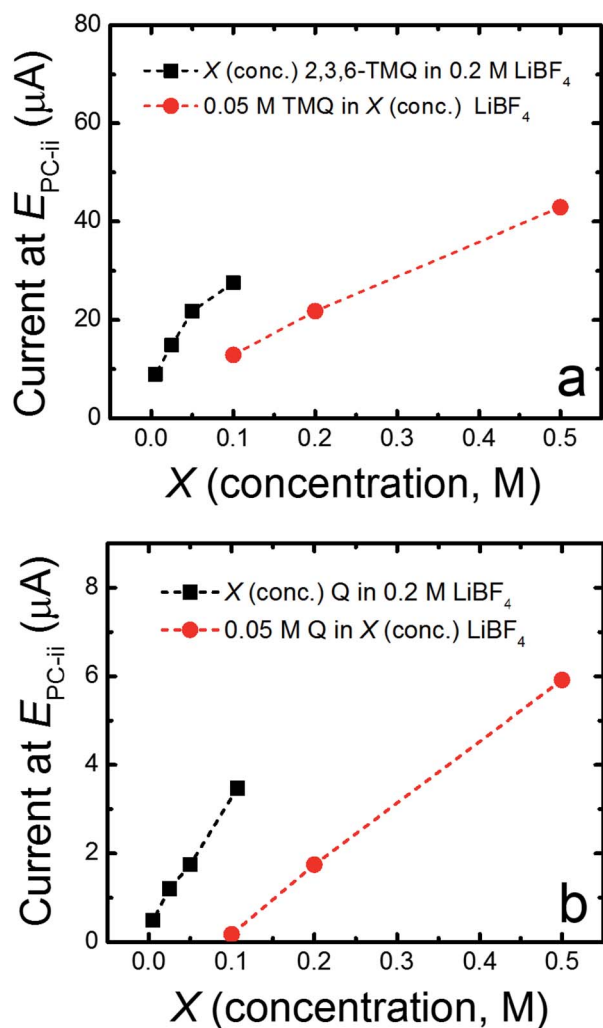 80
60
40
20
0
Current at E_PC-ii (μA)
X (conc.) 2,3,6-TMQ in 0.2 M LiBF₄
0.05 M TMQ in X (conc.) LiBF₄
a
0.0 0.1 0.2 0.3 0.4 0.5
X (concentration, M)
8
6
4
2
0
Current at E_PC-ii (μA)
X (conc.) Q in 0.2 M LiBF₄
0.05 M Q in X (conc.) LiBF₄
b
0.0 0.1 0.2 0.3 0.4 0.5
X (concentration, M)